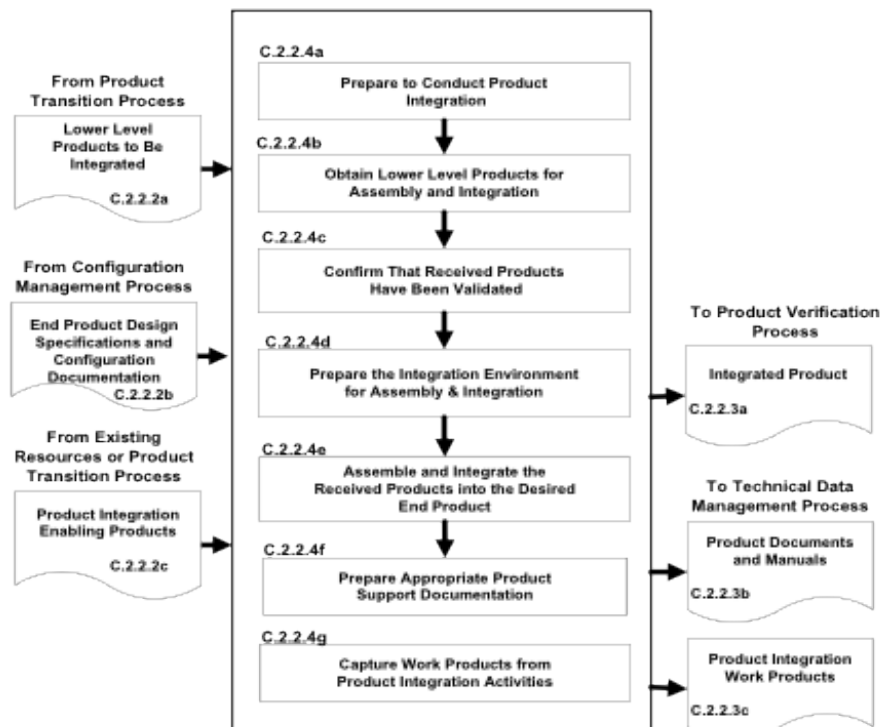 From Product
Transition Process
Lower Level
Products to Be
Integrated
C.2.2.2a
From Configuration
Management Process
End Product Design
Specifications and
Configuration
Documentation
C.2.2.2b
From Existing
Resources or Product
Transition Process
Product Integration
Enabling Products
C.2.2.2c
C.2.2.4a
Prepare to Conduct Product
Integration
C.2.2.4b
Obtain Lower Level Products for
Assembly and Integration
C.2.2.4c
Confirm That Received Products
Have Been Validated
C.2.2.4d
Prepare the Integration Environment
for Assembly & Integration
C.2.2.4e
Assemble and Integrate the
Received Products into the Desired
End Product
C.2.2.4f
Prepare Appropriate Product
Support Documentation
C.2.2.4g
Capture Work Products from
Product Integration Activities
To Product Verification
Process
Integrated Product
C.2.2.3a
To Technical Data
Management Process
Product Documents
and Manuals
C.2.2.3b
Product Integration
Work Products
C.2.2.3c